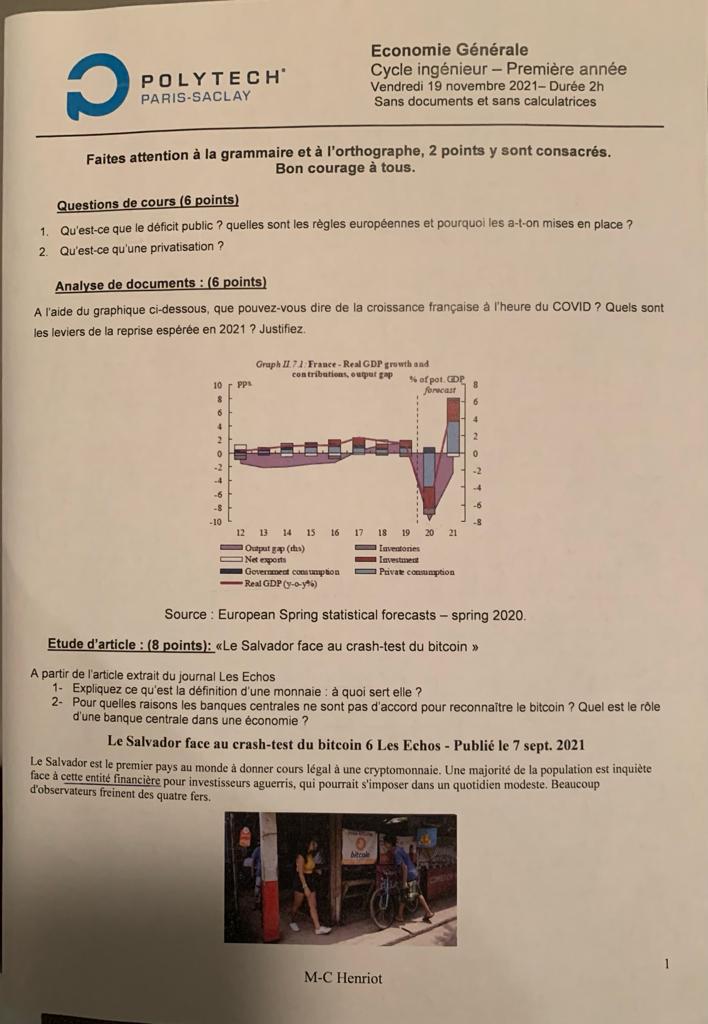 POLYTECH®
PARIS-SACLAY
Economie Générale
Cycle ingénieur – Première année
Vendredi 19 novembre 2021– Durée 2h
Sans documents et sans calculatrices
Faites attention à la grammaire et à l'orthographe, 2 points y sont consacrés.
Bon courage à tous.
Questions de cours (6 points)
1. Qu'est-ce que le déficit public ? quelles sont les règles européennes et pourquoi les a-t-on mises en place ?
2. Qu'est-ce qu'une privatisation ?
Analyse de documents : (6 points)
A l'aide du graphique ci-dessous, que pouvez-vous dire de la croissance française à l'heure du COVID ? Quels sont
les leviers de la reprise espérée en 2021 ? Justifiez.
Graph II.7.1: France - Real GDP growth and
contributions, output gap
% of pot. GDP
forecast
pps.
10
8
6
4
2
0
-2
-4
-6
-8
-10
8
6
4
2
0
-2
-4
-6
-8
12 13 14 15 16 17 18 19 20 21
Output gap (rhs) Inventories
Net exports Investment
Government consumption Private consumption
Real GDP (y-o-y%)
Source : European Spring statistical forecasts – spring 2020.
Etude d'article : (8 points): «Le Salvador face au crash-test du bitcoin »
A partir de l'article extrait du journal Les Echos
1- Expliquez ce qu'est la définition d'une monnaie : à quoi sert elle ?
2- Pour quelles raisons les banques centrales ne sont pas d'accord pour reconnaître le bitcoin ? Quel est le rôle
d'une banque centrale dans une économie ?
Le Salvador face au crash-test du bitcoin 6 Les Echos - Publié le 7 sept. 2021
Le Salvador est le premier pays au monde à donner cours légal à une cryptomonnaie. Une majorité de la population est inquiète
face à cette entité financière pour investisseurs aguerris, qui pourrait s'imposer dans un quotidien modeste. Beaucoup
d'observateurs freinent des quatre fers.
bitcoin
1
M-C Henriot